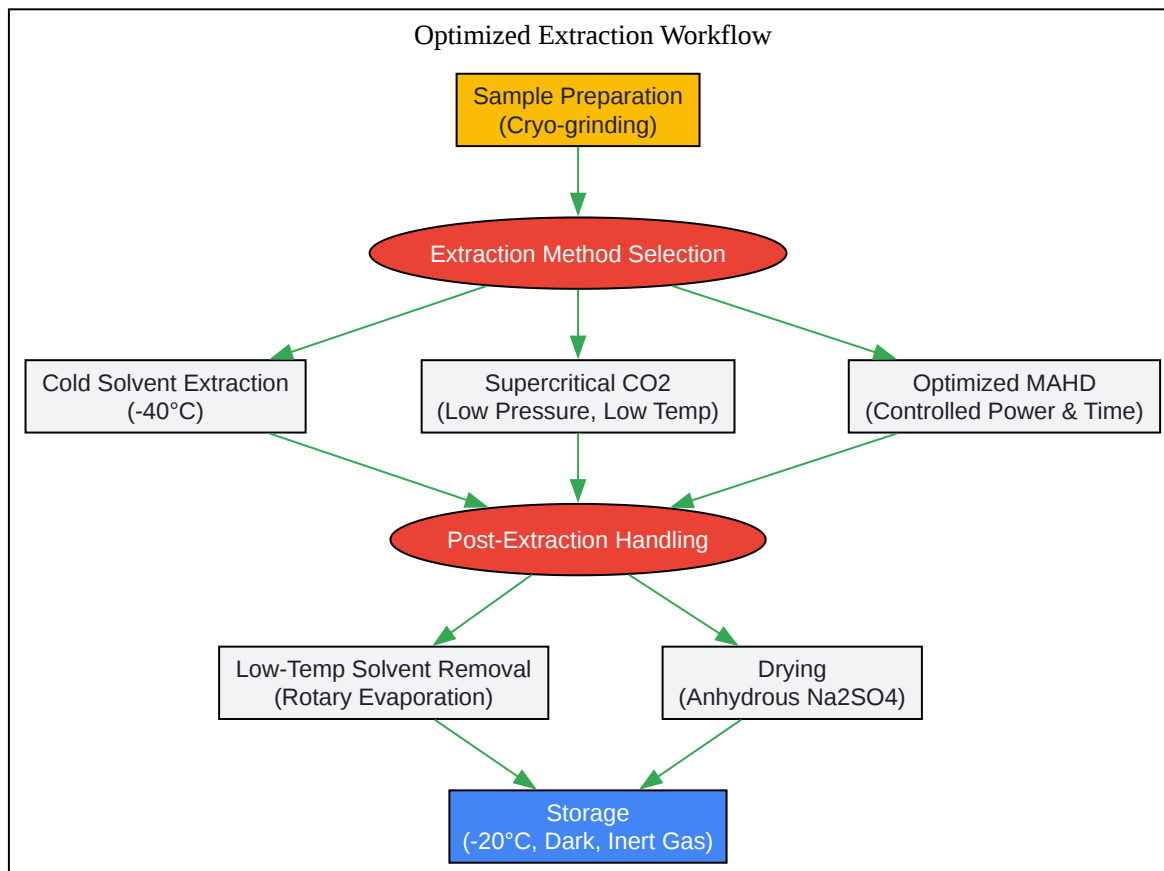 Optimized Extraction Workflow
Sample Preparation
(Cryo-grinding)
Extraction Method Selection
Cold Solvent Extraction
(-40°C)
Supercritical CO2
(Low Pressure, Low Temp)
Optimized MAHD
(Controlled Power & Time)
Post-Extraction Handling
Low-Temp Solvent Removal
(Rotary Evaporation)
Drying
(Anhydrous Na2SO4)
Storage
(-20°C, Dark, Inert Gas)